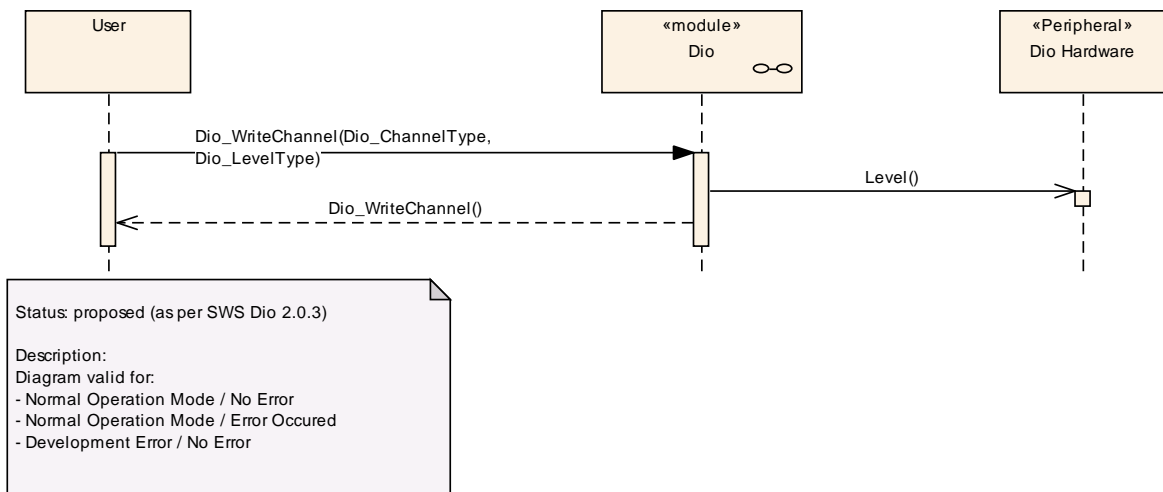 User
«module»
Dio
«Peripheral»
Dio Hardware
Dio_WriteChannel(Dio_ChannelType,
Dio_LevelType)
Level()
Dio_WriteChannel()
Status: proposed (as per SWS Dio 2.0.3)
Description:
Diagram valid for:
- Normal Operation Mode / No Error
- Normal Operation Mode / Error Occured
- Development Error / No Error